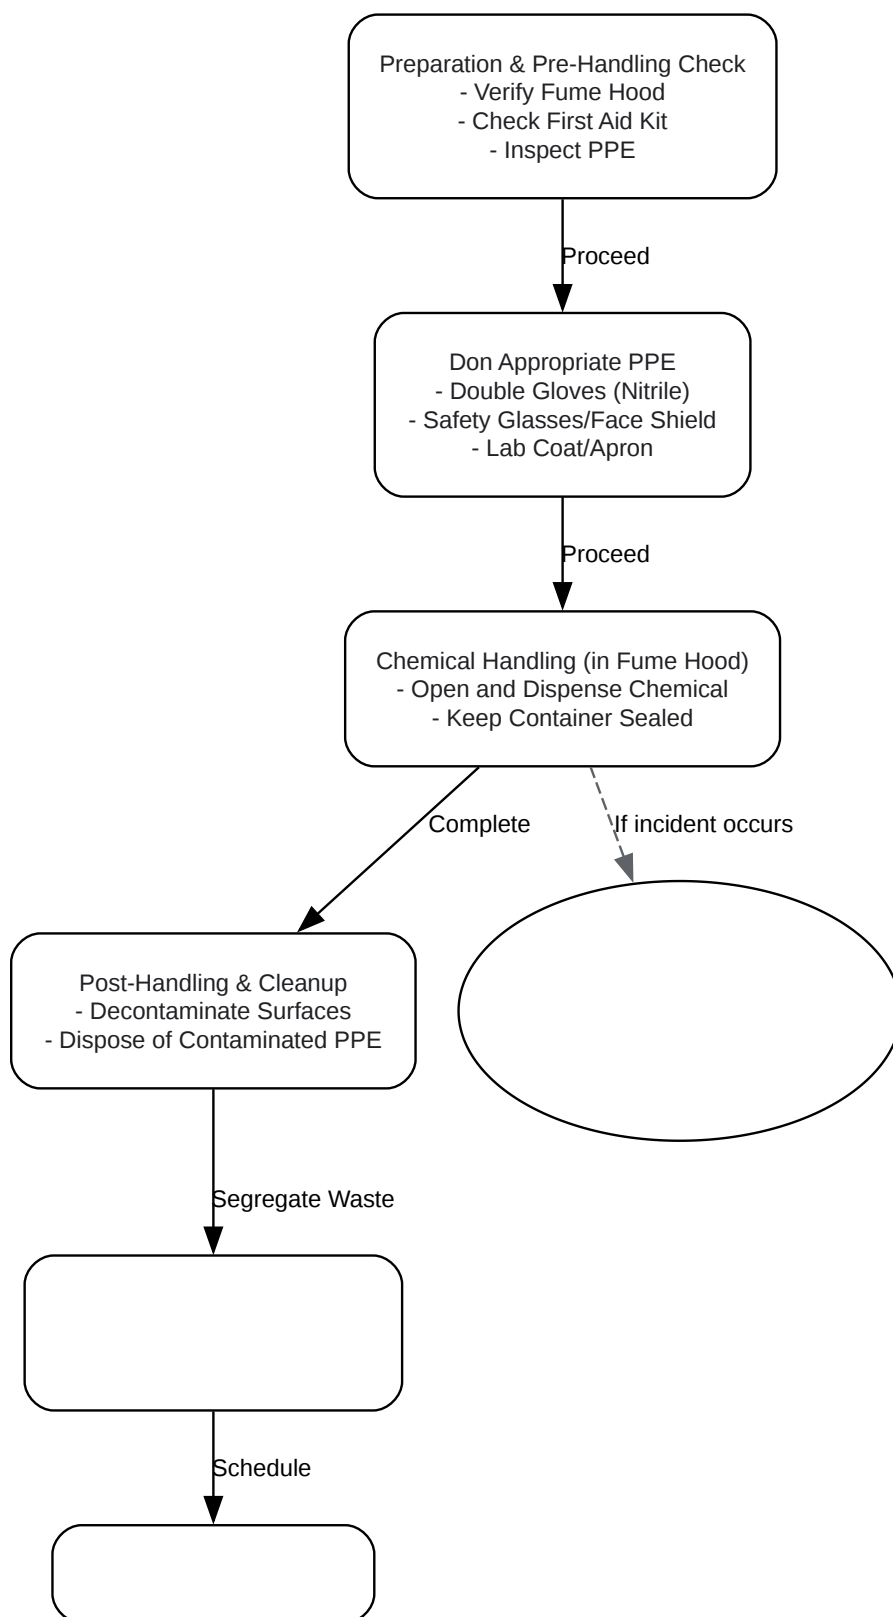 Preparation & Pre-Handling Check
- Verify Fume Hood
- Check First Aid Kit
- Inspect PPE
Proceed
Don Appropriate PPE
- Double Gloves (Nitrile)
- Safety Glasses/Face Shield
- Lab Coat/Apron
Proceed
Chemical Handling (in Fume Hood)
- Open and Dispense Chemical
- Keep Container Sealed
Complete
If incident occurs
Post-Handling & Cleanup
- Decontaminate Surfaces
- Dispose of Contaminated PPE
Segregate Waste
Schedule